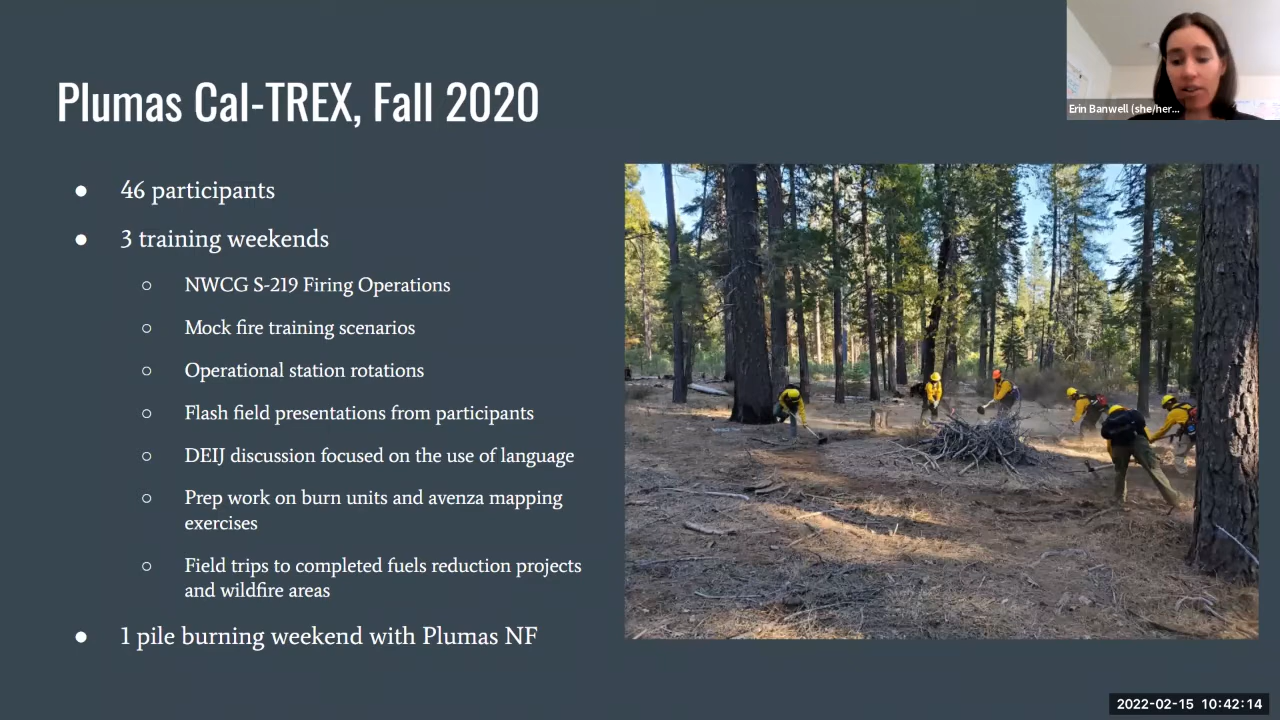 Plumas Cal-TREX, Fall 2020
Erin Banwell (she/her...
● 46 participants
● 3 training weekends
○ NWCG S-219 Firing Operations
○ Mock fire training scenarios
○ Operational station rotations
○ Flash field presentations from participants
○ DEIJ discussion focused on the use of language
○ Prep work on burn units and avenza mapping
exercises
○ Field trips to completed fuels reduction projects
and wildfire areas
● 1 pile burning weekend with Plumas NF
2022-02-15 10:42:14